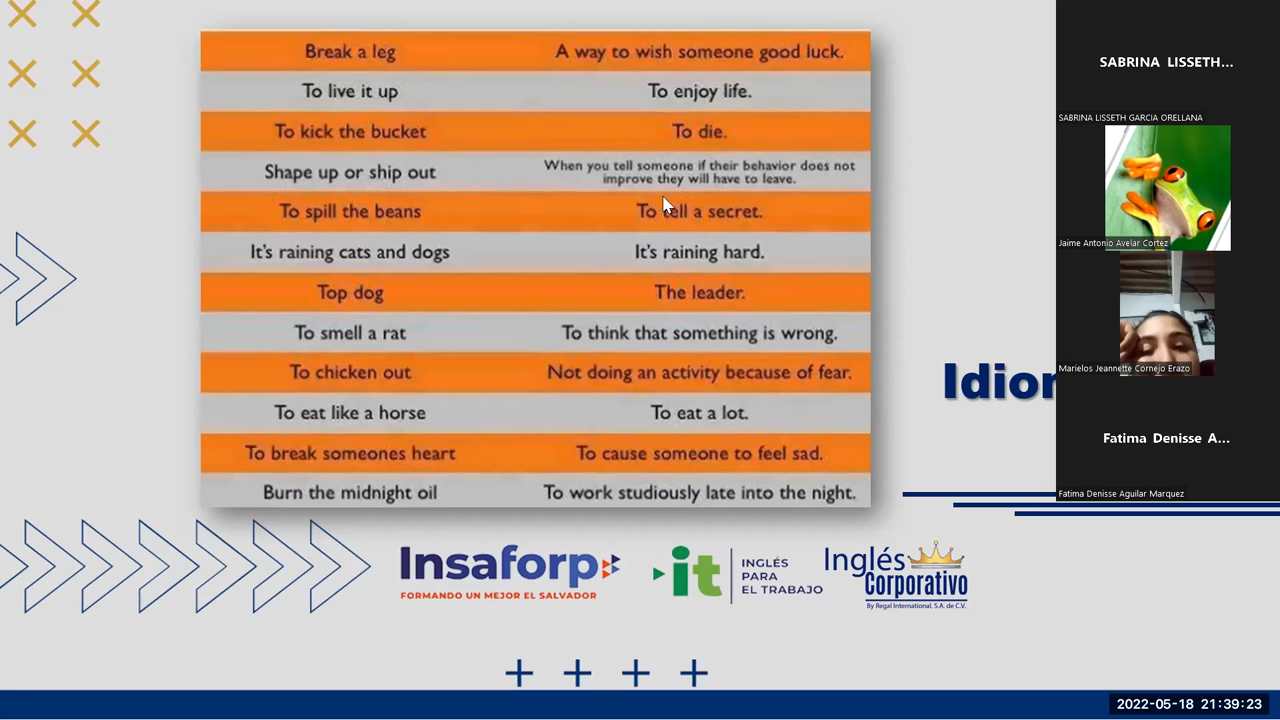 Break a leg A way to wish someone good luck.
To live it up To enjoy life.
To kick the bucket To die.
Shape up or ship out When you tell someone if their behavior does not
improve they will have to leave.
To spill the beans To tell a secret.
It's raining cats and dogs It's raining hard.
Top dog The leader.
To smell a rat To think that something is wrong.
To chicken out Not doing an activity because of fear.
To eat like a horse To eat a lot.
To break someones heart To cause someone to feel sad.
Burn the midnight oil To work studiously late into the night.
SABRINA LISSETH...
SABRINA LISSETH GARCIA ORELLANA
Jaime Antonio Avelar Cortez
Marielos Jeannette Cornejo Erazo
Fatima Denisse A...
Fatima Denisse Aguilar Marquez
Insaforp
FORMANDO UN MEJOR EL SALVADOR
it
INGLÉS
PARA
EL TRABAJO
Inglés
Corporativo
By Regal International, S.A. de C.V.
2022-05-18 21:39:23